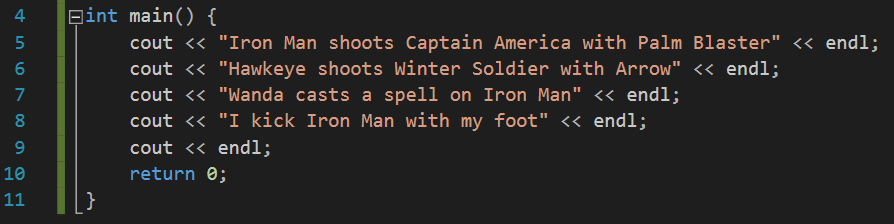 4 int main() {
5 cout << "Iron Man shoots Captain America with Palm Blaster" << endl;
6 cout << "Hawkeye shoots Winter Soldier with Arrow" << endl;
7 cout << "Wanda casts a spell on Iron Man" << endl;
8 cout << "I kick Iron Man with my foot" << endl;
9 cout << endl;
10 return 0;
11 }